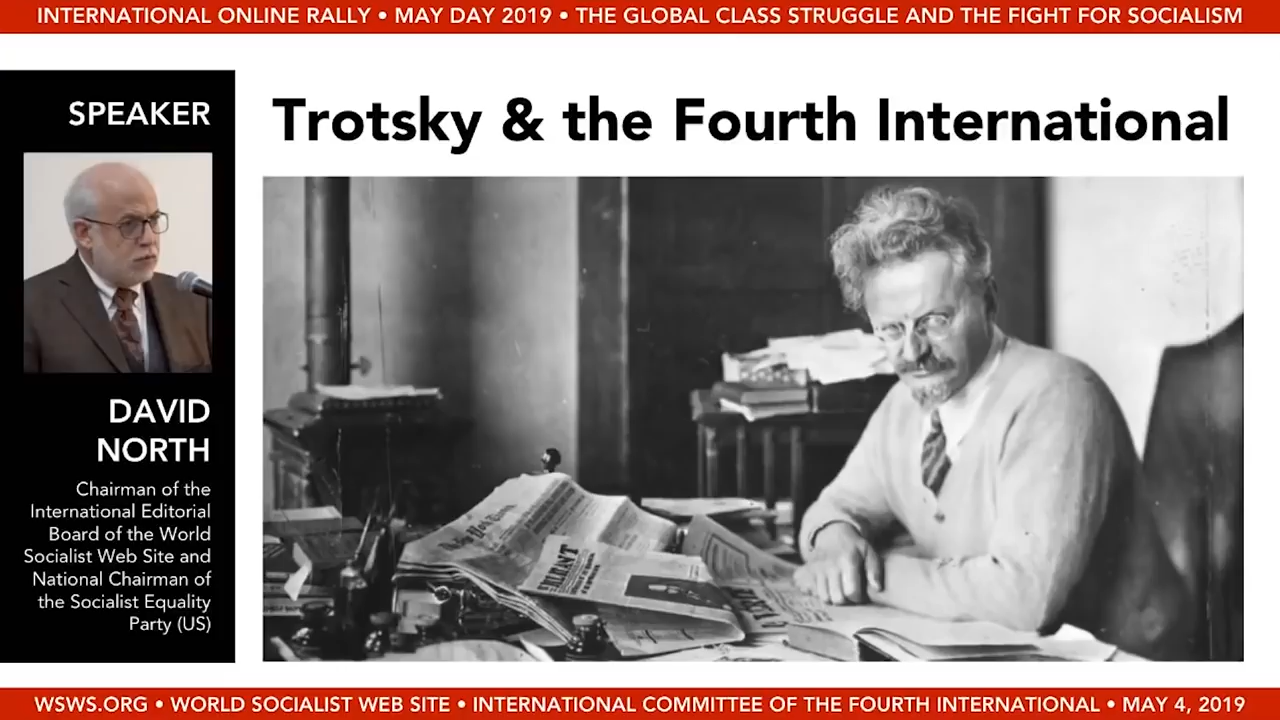 INTERNATIONAL ONLINE RALLY • MAY DAY 2019 • THE GLOBAL CLASS STRUGGLE AND THE FIGHT FOR SOCIALISM
SPEAKER
DAVID
NORTH
Chairman of the
International Editorial
Board of the World
Socialist Web Site and
National Chairman of
the Socialist Equality
Party (US)
Trotsky & the Fourth International
MILITANT
WSWS.ORG • WORLD SOCIALIST WEB SITE • INTERNATIONAL COMMITTEE OF THE FOURTH INTERNATIONAL • MAY 4, 2019